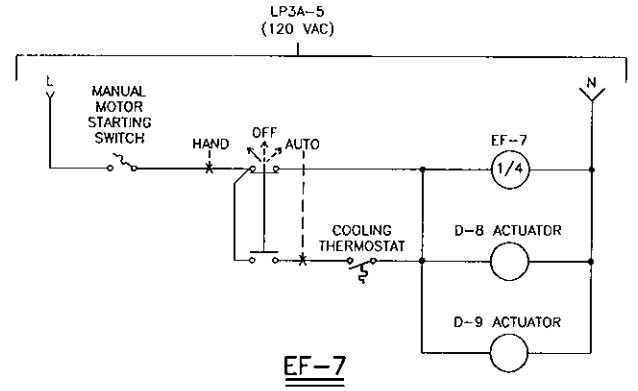 LP3A-5
(120 VAC)
L
N
MANUAL
MOTOR
STARTING
SWITCH
HAND
OFF
AUTO
EF-7
1/4
COOLING
THERMOSTAT
D-8 ACTUATOR
D-9 ACTUATOR
EF-7